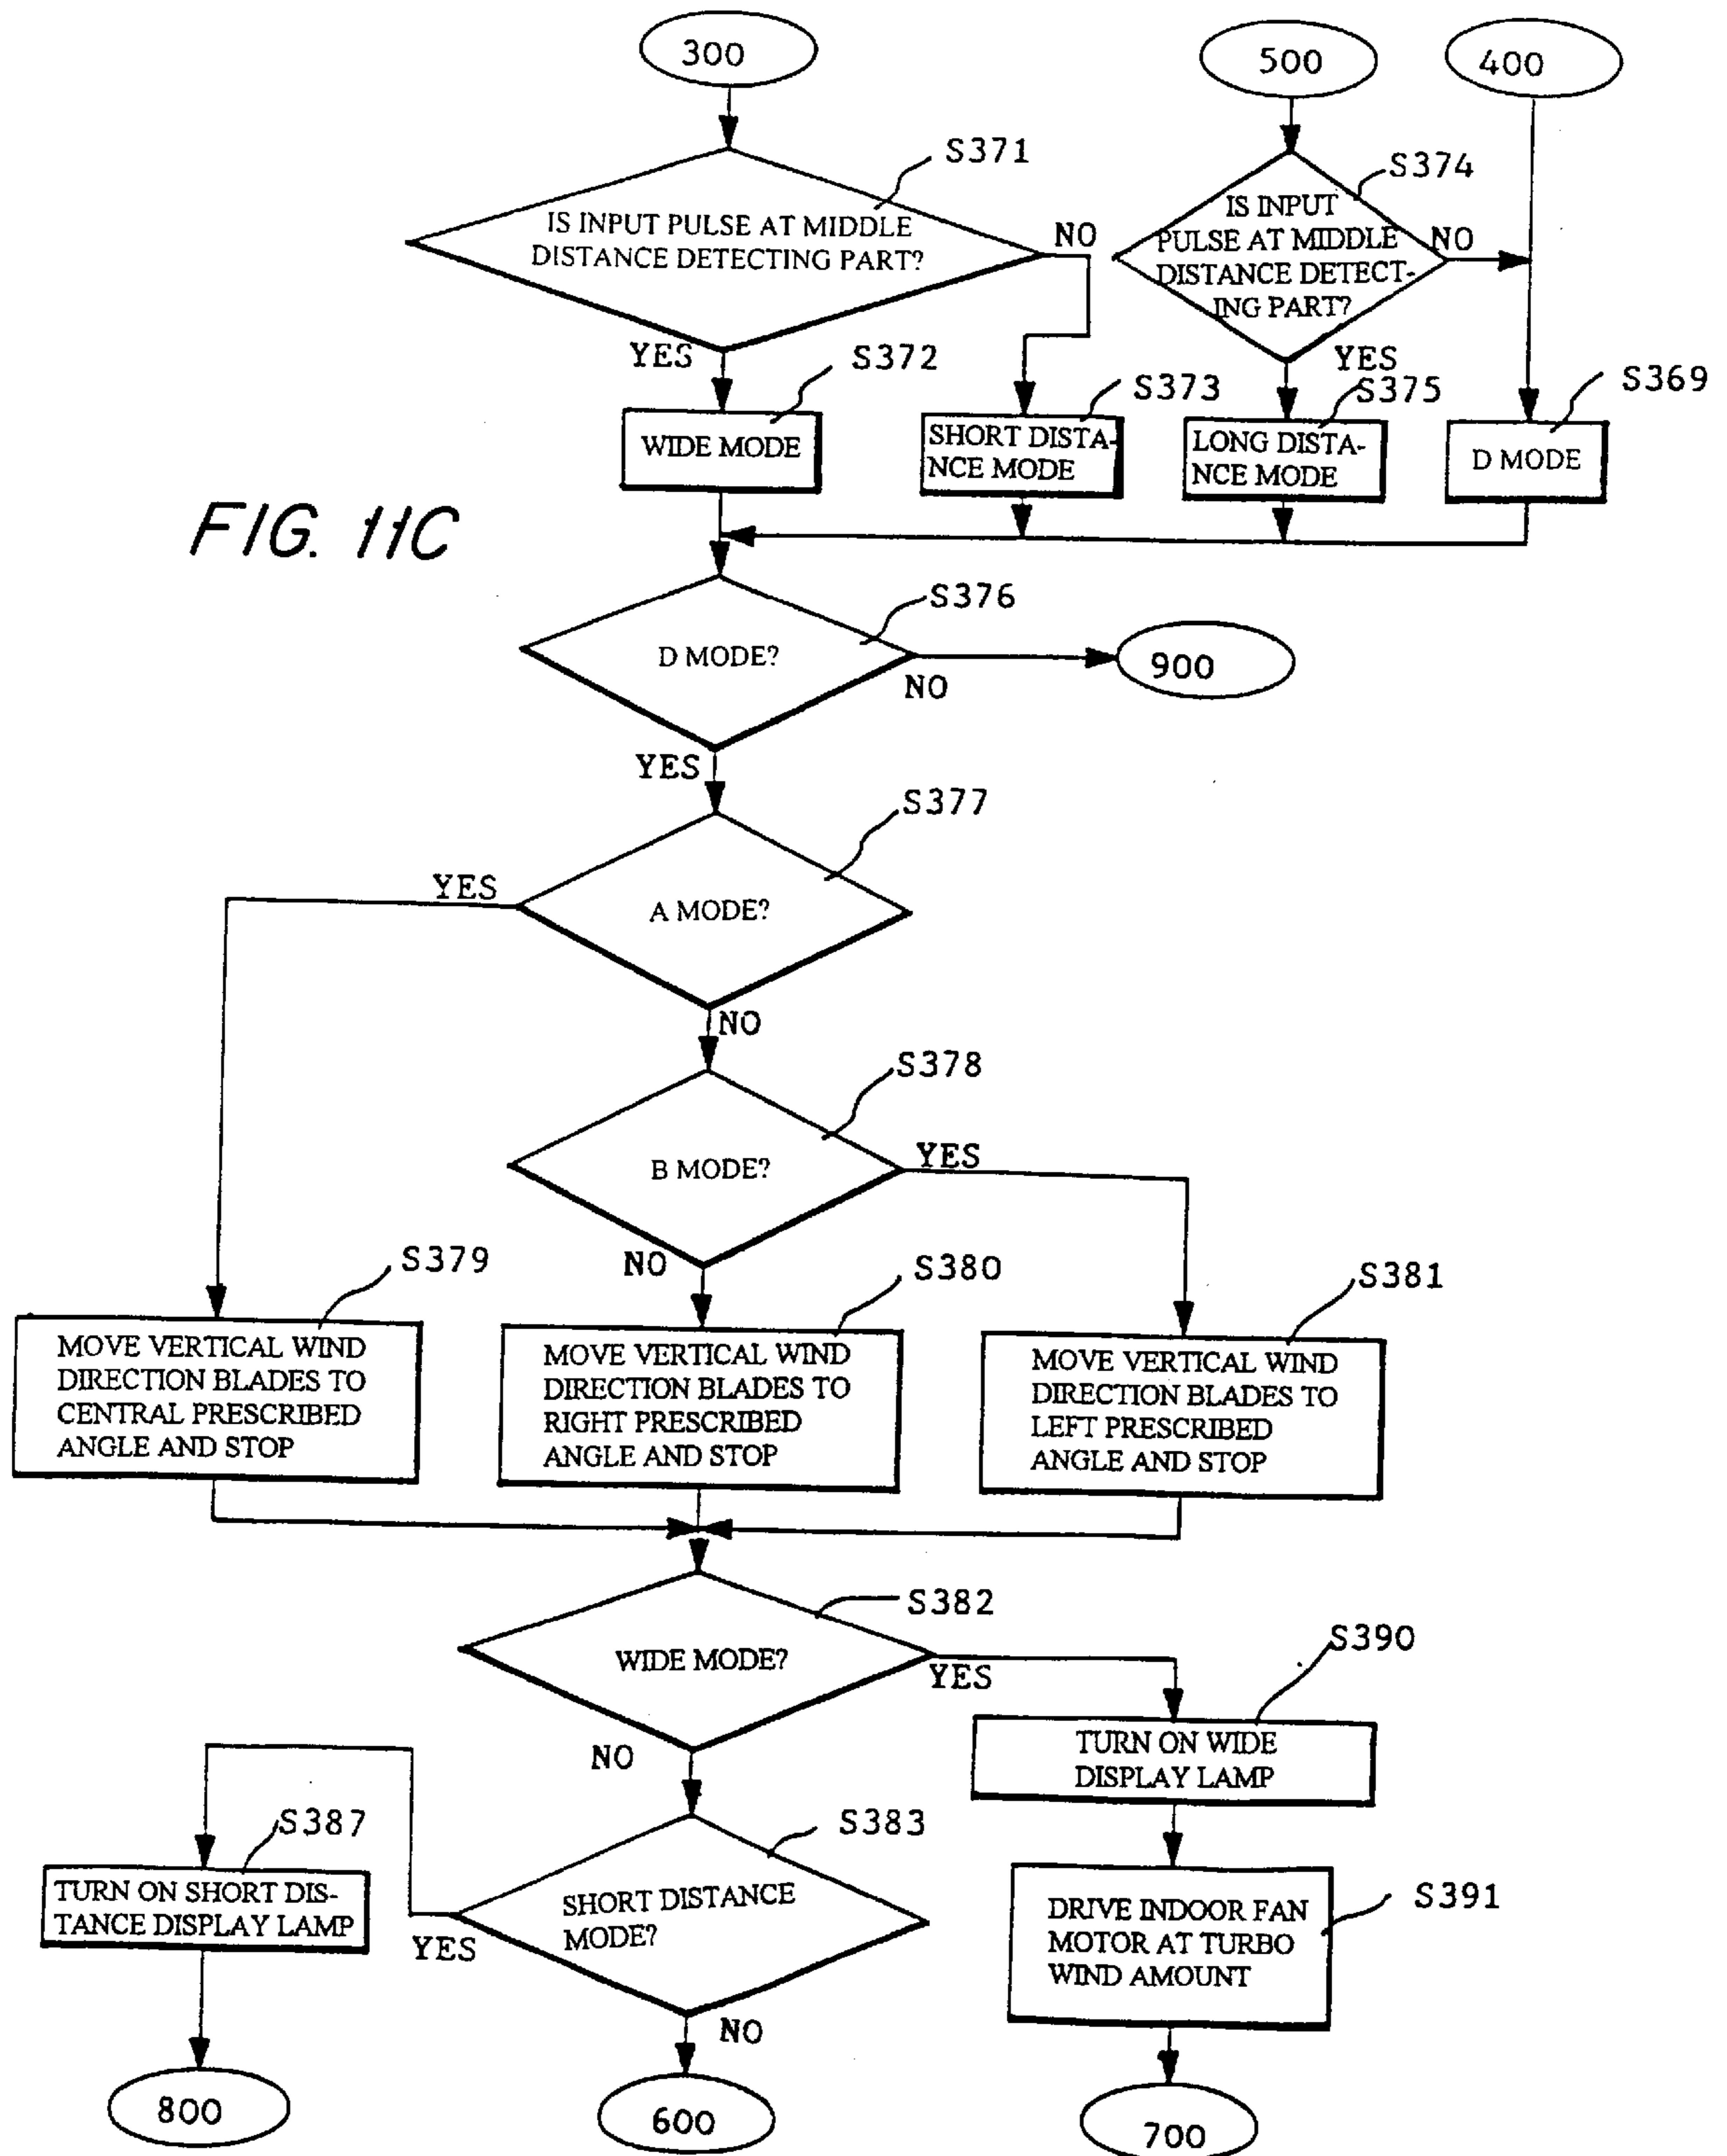 300
500
400
S371
S374
IS INPUT PULSE AT MIDDLE
DISTANCE DETECTING PART?
NO
IS INPUT
PULSE AT MIDDLE
DISTANCE DETECT-
ING PART?
NO
YES
S372
S373
YES
S375
S369
WIDE MODE
SHORT DISTA-
NCE MODE
LONG DISTA-
NCE MODE
D MODE
FIG. 11C
S376
D MODE?
NO
900
YES
S377
YES
A MODE?
NO
S378
B MODE?
YES
NO
S379
S380
S381
MOVE VERTICAL WIND
DIRECTION BLADES TO
CENTRAL PRESCRIBED
ANGLE AND STOP
MOVE VERTICAL WIND
DIRECTION BLADES TO
RIGHT PRESCRIBED
ANGLE AND STOP
MOVE VERTICAL WIND
DIRECTION BLADES TO
LEFT PRESCRIBED
ANGLE AND STOP
S382
WIDE MODE?
YES
S390
NO
TURN ON WIDE
DISPLAY LAMP
S387
S383
TURN ON SHORT DIS-
TANCE DISPLAY LAMP
YES
SHORT DISTANCE
MODE?
S391
DRIVE INDOOR FAN
MOTOR AT TURBO
WIND AMOUNT
NO
800
600
700